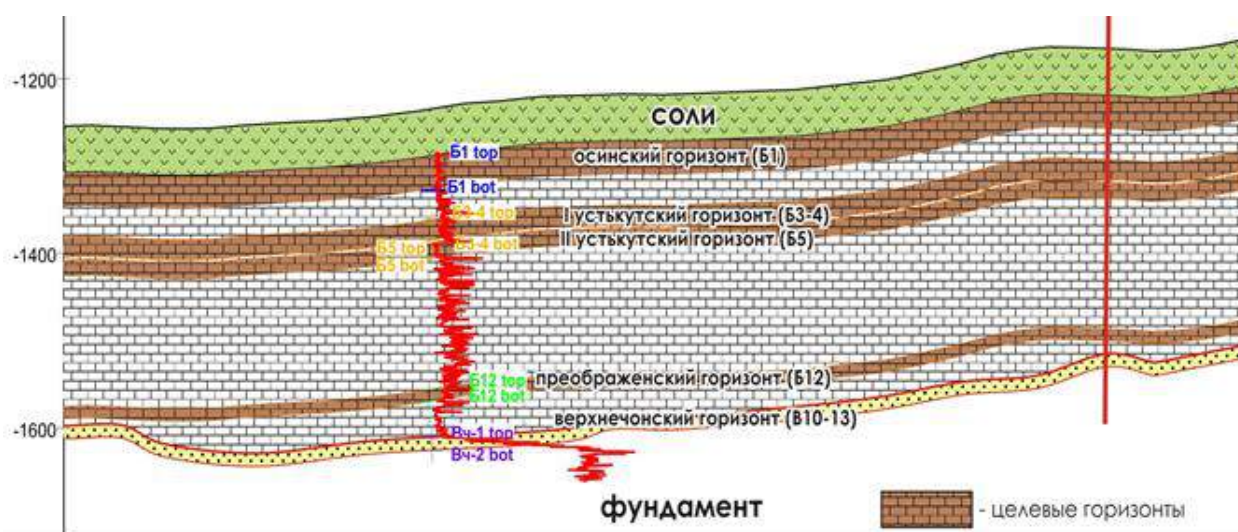 -1200
соли
Б1 top
осинский горизонт (Б1)
Б1 bot
Б3-4 top
I устькутский горизонт (Б3-4)
Б5 top
Б3-4 bot
II устькутский горизонт (Б5)
-1400
Б5 bot
Б12 top
преображенский горизонт (Б12)
Б12 bot
верхнечонский горизонт (В10-13)
-1600
Вч-1 top
Вч-2 bot
фундамент
- целевые горизонты